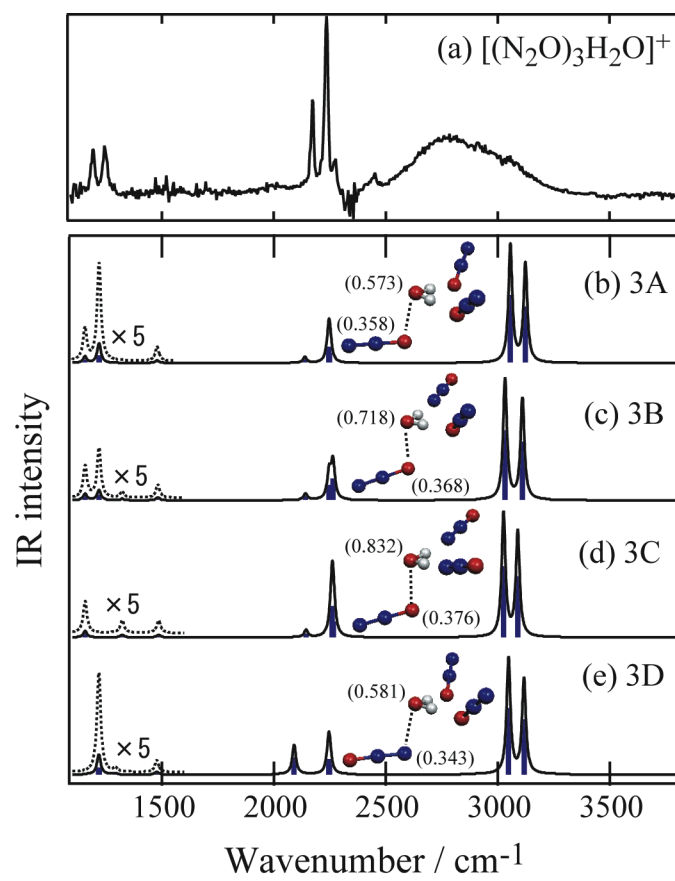 (a) [(N₂O)₃H₂O]⁺
(b) 3A
(0.573)
(0.358)
×5
(c) 3B
(0.718)
(0.368)
×5
(d) 3C
(0.832)
(0.376)
×5
(e) 3D
(0.581)
(0.343)
×5
IR intensity
1500 2000 2500 3000 3500
Wavenumber / cm⁻¹